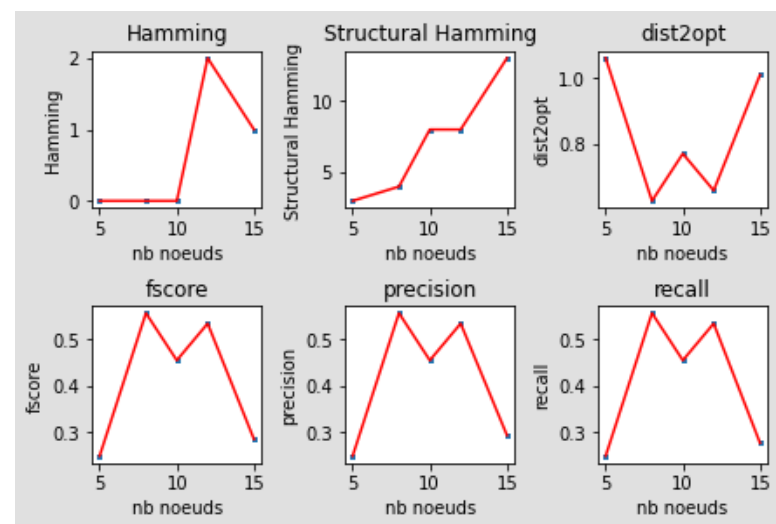 Hamming
Structural Hamming
dist2opt
Hamming
2
1
0
5 10 15
nb noeuds
Structural Hamming
10
5
5 10 15
nb noeuds
dist2opt
1.0
0.8
5 10 15
nb noeuds
fscore
precision
recall
fscore
0.5
0.4
0.3
5 10 15
nb noeuds
precision
0.5
0.4
0.3
5 10 15
nb noeuds
recall
0.5
0.4
0.3
5 10 15
nb noeuds